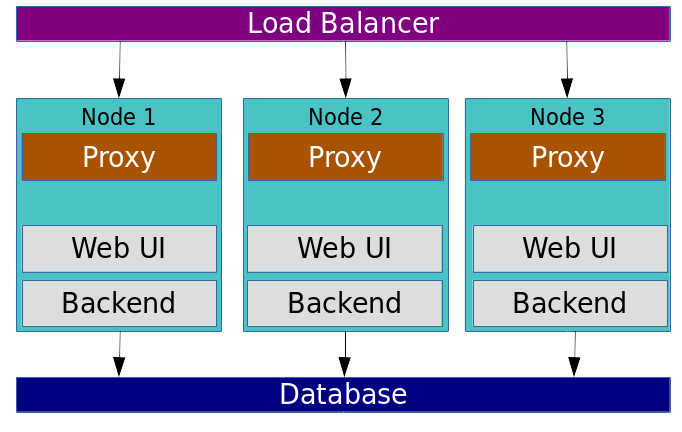 Load Balancer
Node 1
Node 2
Node 3
Proxy
Proxy
Proxy
Web UI
Web UI
Web UI
Backend
Backend
Backend
Database